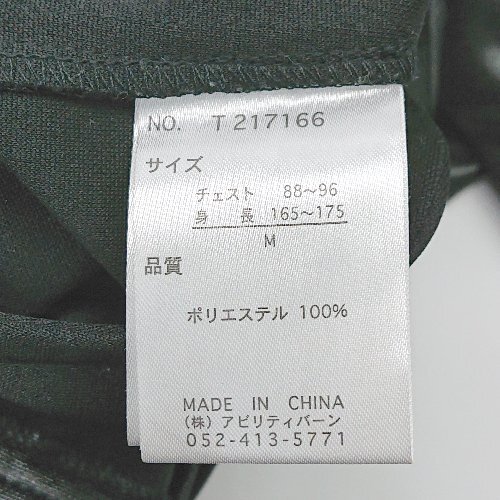 NO. T217166
サイズ
チェスト 88～96
身長 165～175
M
品質
ポリエステル 100%
MADE IN CHINA
(株) アビリティバーン
052-413-5771